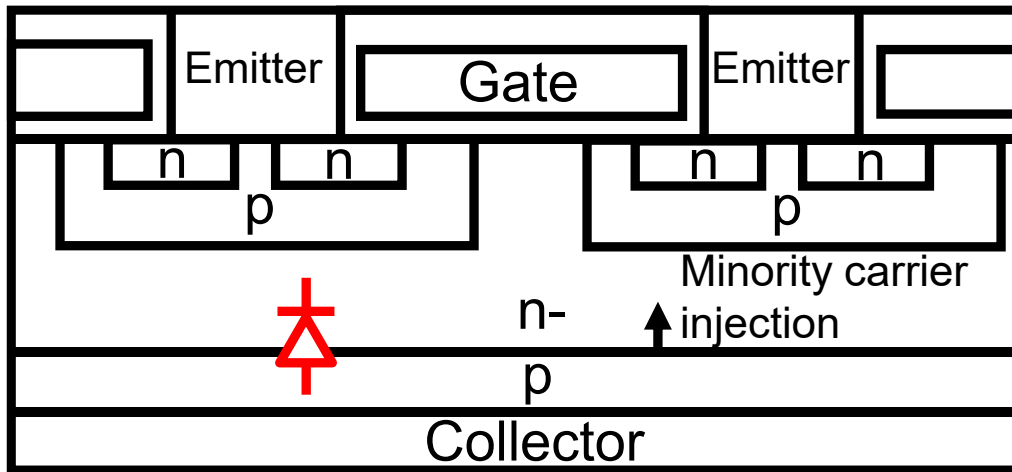 Emitter
Gate
Emitter
n
n
n
n
p
p
Minority carrier
injection
n-
p
Collector